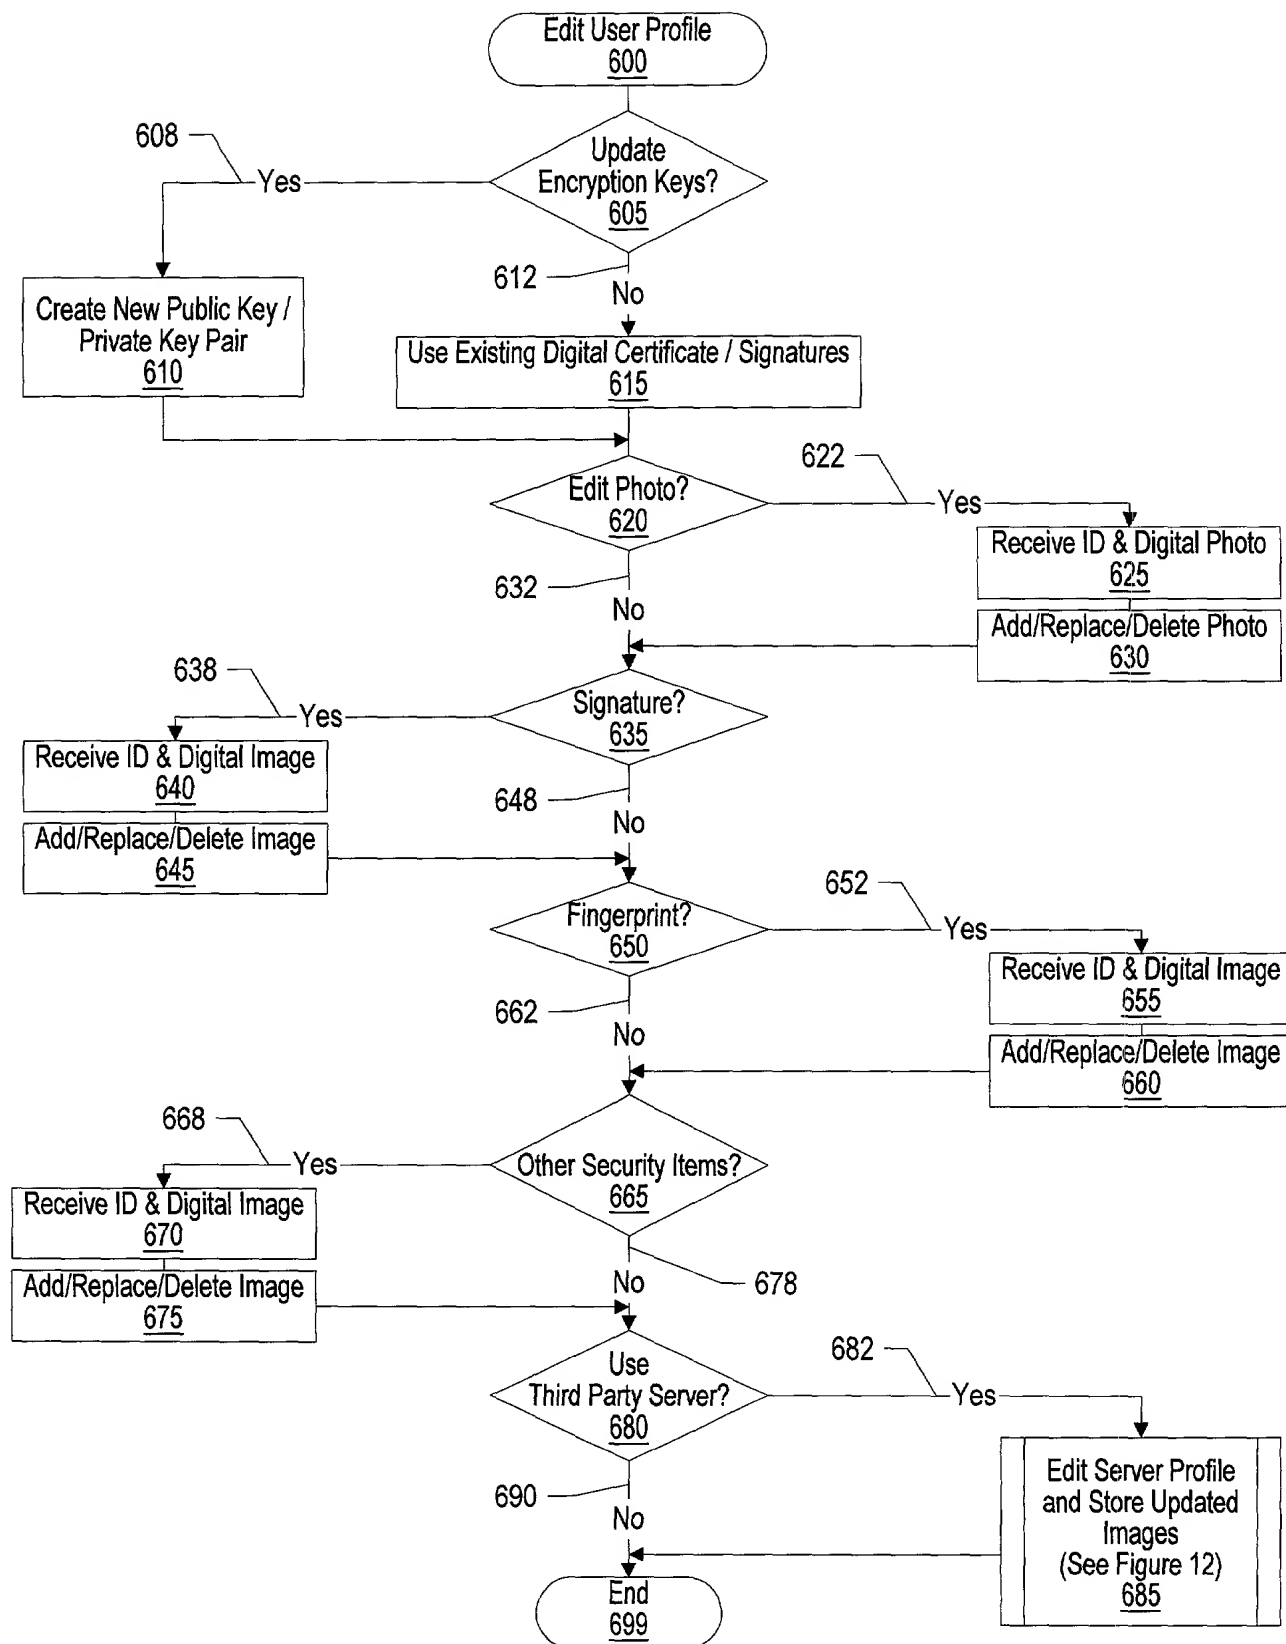 Edit User Profile
600
608
Yes
Update
Encryption Keys?
605
612
No
Create New Public Key /
Private Key Pair
610
Use Existing Digital Certificate / Signatures
615
622
Edit Photo?
620
Yes
Receive ID & Digital Photo
625
632
No
Add/Replace/Delete Photo
630
638
Yes
Signature?
635
Receive ID & Digital Image
640
648
No
Add/Replace/Delete Image
645
652
Fingerprint?
650
Yes
Receive ID & Digital Image
655
662
No
Add/Replace/Delete Image
660
668
Yes
Other Security Items?
665
Receive ID & Digital Image
670
No
678
Add/Replace/Delete Image
675
682
Use
Third Party Server?
680
Yes
690
No
Edit Server Profile
and Store Updated
Images
(See Figure 12)
685
End
699